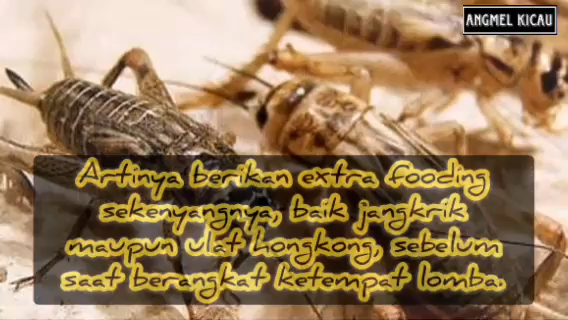 ANGMEL KICAU
Artinya berikan extra fooding
sekenyangnya, baik jangkrik
maupun ulat hongkong, sebelum
saat berangkat ketempat lomba.